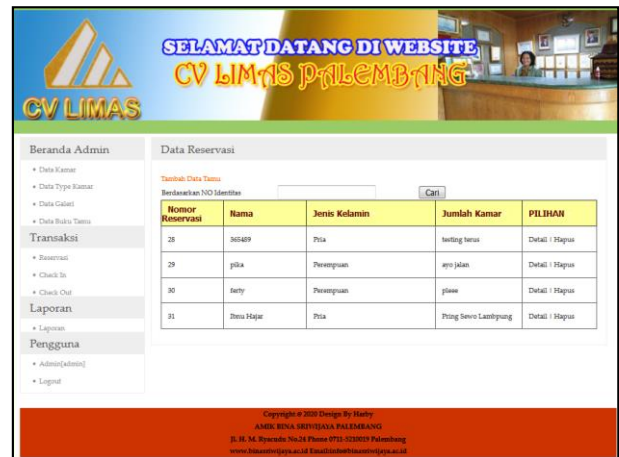 SELAMAT DATANG DI WEBSITE
CV LIMAS PALEMBANG
CV LIMAS
Beranda Admin
Data Kamar
Data Type Kamar
Data Galeri
Data Buku Tamu
Transaksi
Reservasi
Check In
Check Out
Laporan
Laporan
Pengguna
Admin[admin]
Logout
Data Reservasi
Tambah Data Tamu
Berdasarkan NO Identitas Cari
Nomor Reservasi Nama Jenis Kelamin Jumlah Kamar PILIHAN
28 365489 Pria testing terus Detail | Hapus
29 pika Perempuan ayo jalan Detail | Hapus
30 Perempuan Detail | Hapus
31 Ibnu Hajar Pria Pring Sewo Lambpung Detail | Hapus
Copyright @ 2020 Design By Herby
AMIK BINA SRIWIJAYA PALEMBANG
Jl. H. M. Ryacudu No.24 Phone 0711-5210019 Palembang